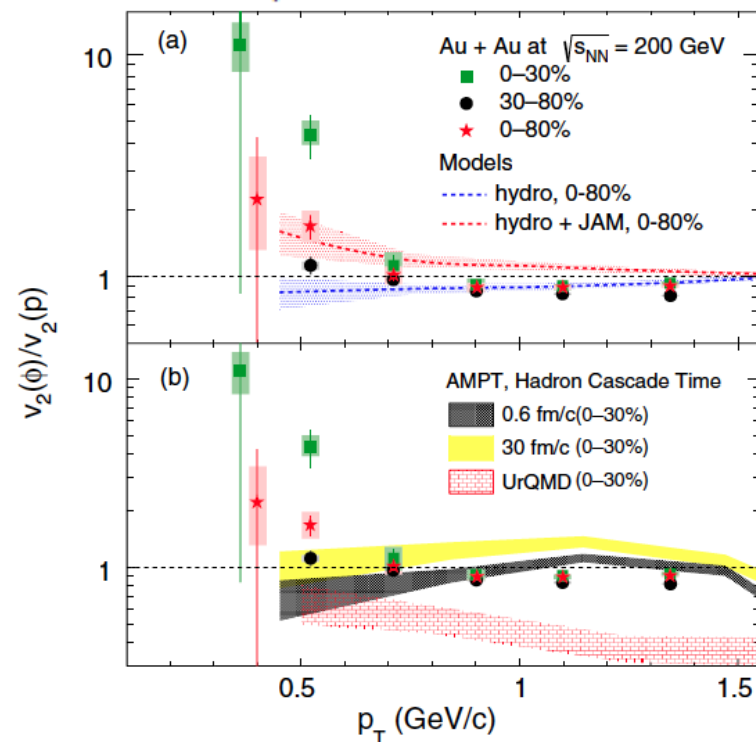 (a)
Au + Au at √s_NN = 200 GeV
0–30%
30–80%
0–80%
Models
hydro, 0-80%
hydro + JAM, 0-80%
10
1
v₂(ϕ)/v₂(p)
(b)
AMPT, Hadron Cascade Time
0.6 fm/c(0–30%)
30 fm/c (0–30%)
UrQMD (0–30%)
10
1
0.5
1
1.5
p_T (GeV/c)